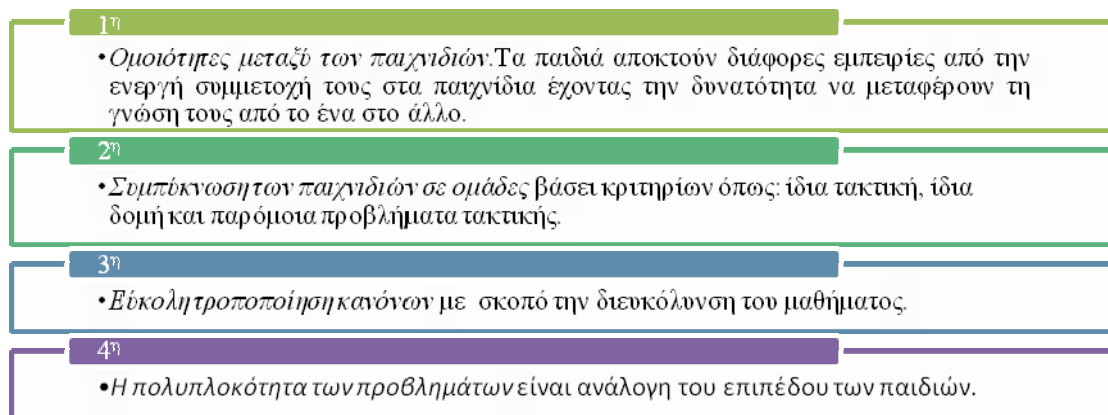 1η
•Ομοιότητες μεταξύ των παιχνιδιών.Τα παιδιά αποκτούν διάφορες εμπειρίες από την
ενεργή συμμετοχή τους στα παιχνίδια έχοντας την δυνατότητα να μεταφέρουν τη
γνώση τους από το ένα στο άλλο.
2η
•Συμπύκνωση των παιχνιδιών σε ομάδες βάσει κριτηρίων όπως: ίδια τακτική, ίδια
δομή και παρόμοια προβλήματα τακτικής.
3η
•Εύκολη τροποποίηση κανόνων με σκοπό την διευκόλυνση του μαθήματος.
4η
•Η πολυπλοκότητα των προβλημάτων είναι ανάλογη του επιπέδου των παιδιών.